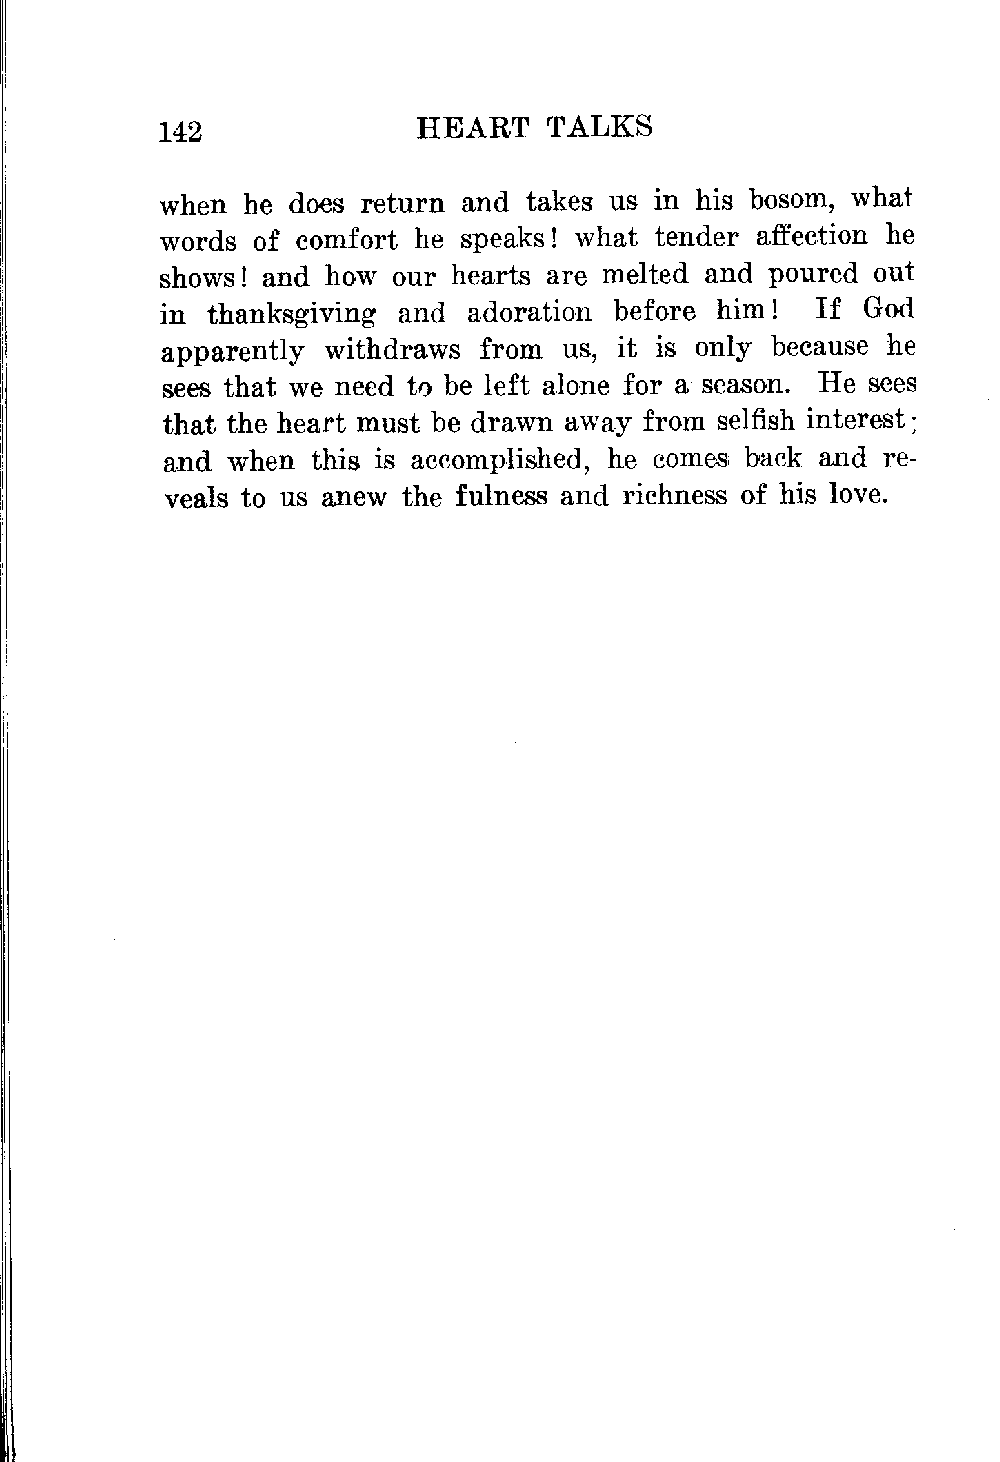 142 HEART TALKS
when he does return and takes us in his bosom, what
words of comfort he speaks! what tender affection he
shows! and how our hearts are melted and poured out
in thanksgiving and adoration before him! If God
apparently withdraws from us, it is only because he
sees that we need to be left alone for a season. He sees
that the heart must be drawn away from selfish interest;
and when this is accomplished, he comes back and re-
veals to us anew the fulness and richness of his love.